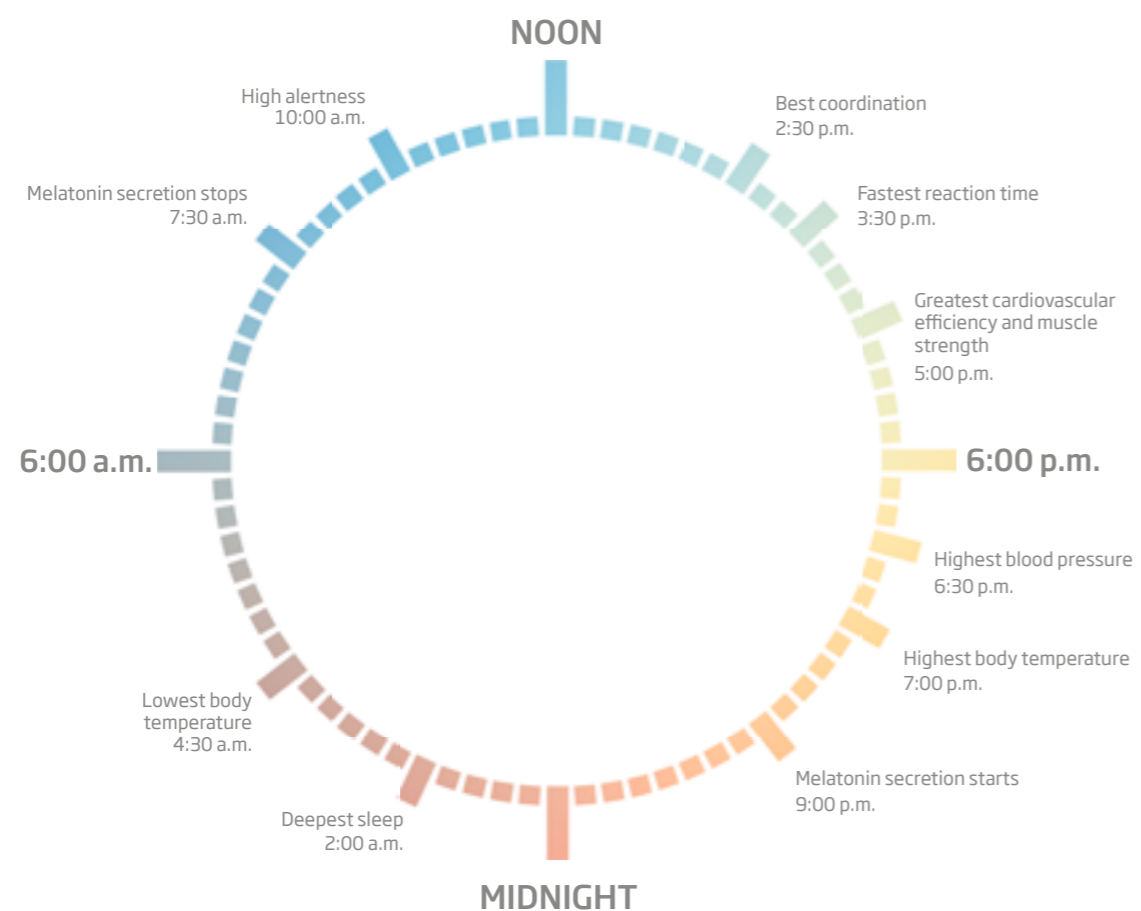 NOON
High alertness
10:00 a.m.
Best coordination
2:30 p.m.
Melatonin secretion stops
7:30 a.m.
Fastest reaction time
3:30 p.m.
Greatest cardiovascular
efficiency and muscle
strength
5:00 p.m.
6:00 a.m.
6:00 p.m.
Highest blood pressure
6:30 p.m.
Highest body temperature
7:00 p.m.
Lowest body
temperature
4:30 a.m.
Melatonin secretion starts
9:00 p.m.
Deepest sleep
2:00 a.m.
MIDNIGHT